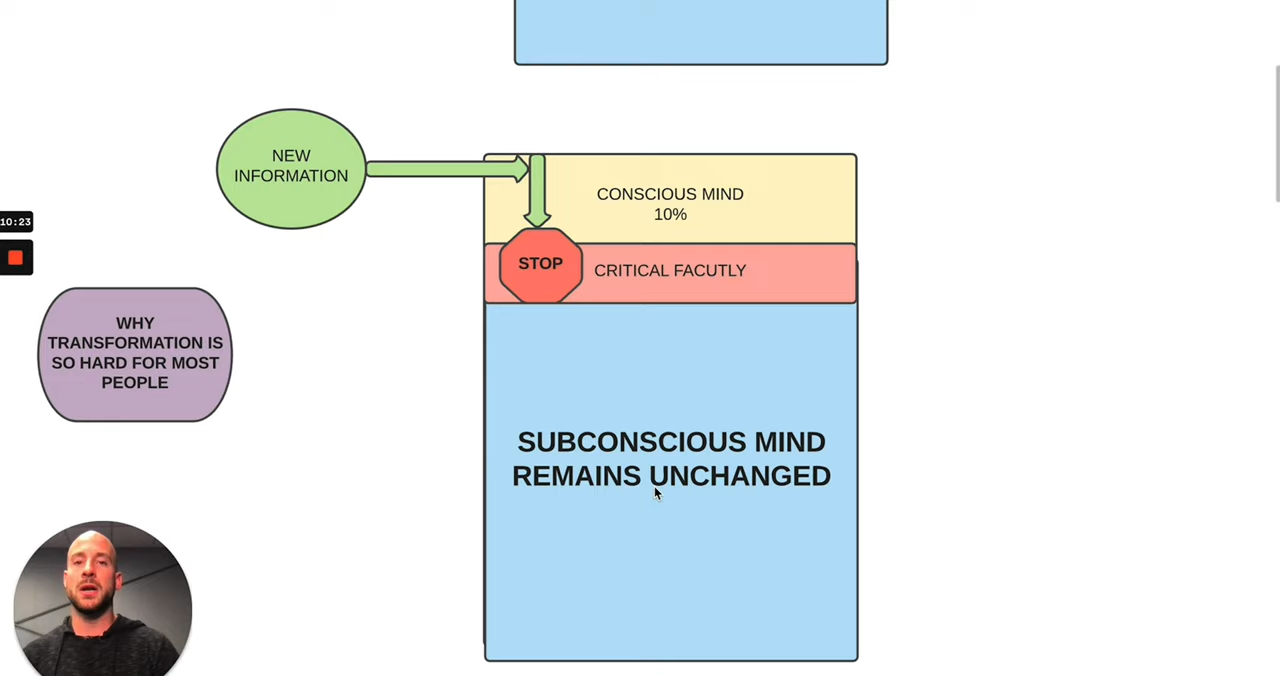 NEW
INFORMATION
CONSCIOUS MIND
10%
10:23
STOP
CRITICAL FACUTLY
WHY
TRANSFORMATION IS
SO HARD FOR MOST
PEOPLE
SUBCONSCIOUS MIND
REMAINS UNCHANGED